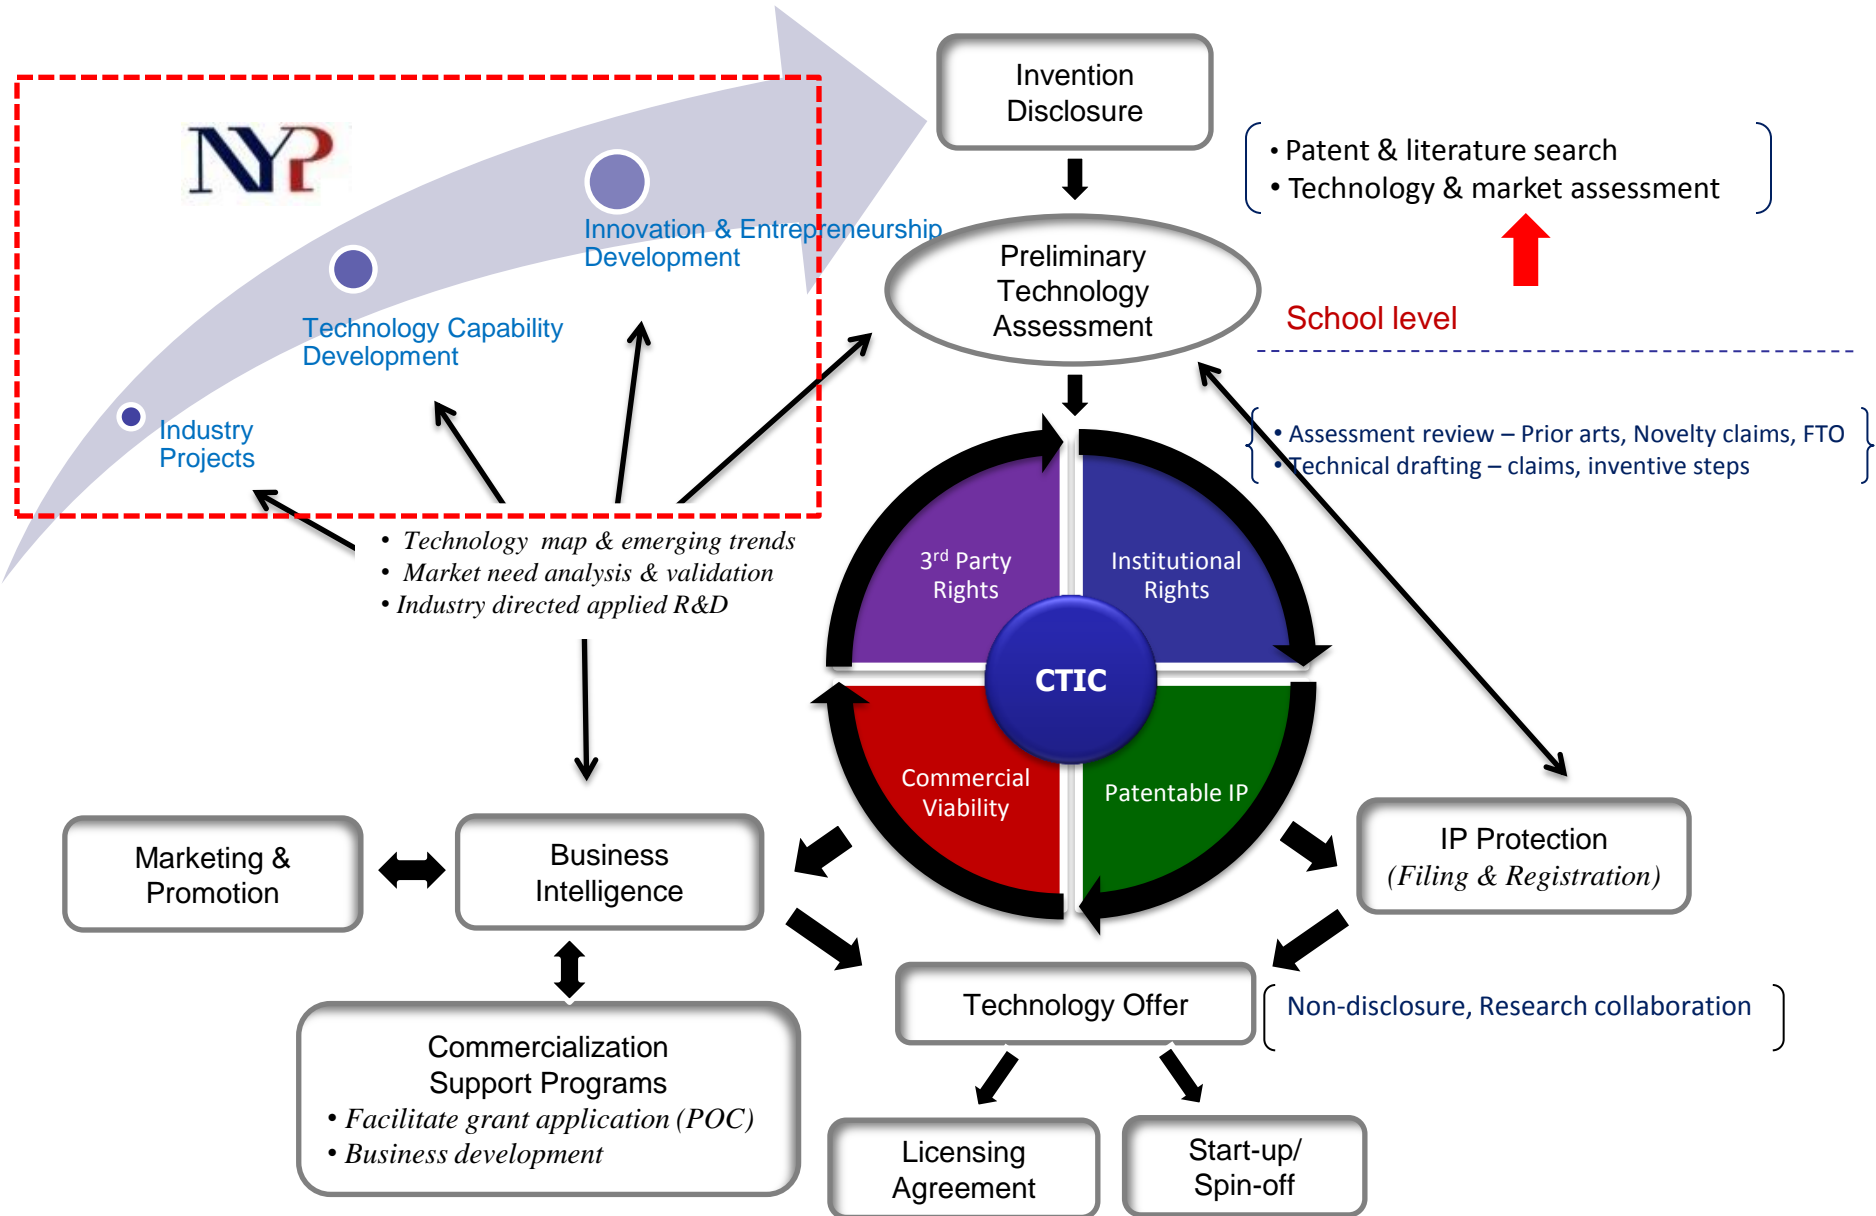 NYP
Invention
Disclosure
• Patent & literature search
• Technology & market assessment
Innovation & Entrepreneurship
Development
Preliminary
Technology
Assessment
School level
Technology Capability
Development
Industry
Projects
• Assessment review – Prior arts, Novelty claims, FTO
• Technical drafting – claims, inventive steps
• Technology map & emerging trends
• Market need analysis & validation
• Industry directed applied R&D
3rd Party
Rights
Institutional
Rights
CTIC
Commercial
Viability
Patentable IP
Marketing &
Promotion
Business
Intelligence
IP Protection
(Filing & Registration)
Technology Offer
Non-disclosure, Research collaboration
Commercialization
Support Programs
• Facilitate grant application (POC)
• Business development
Licensing
Agreement
Start-up/
Spin-off